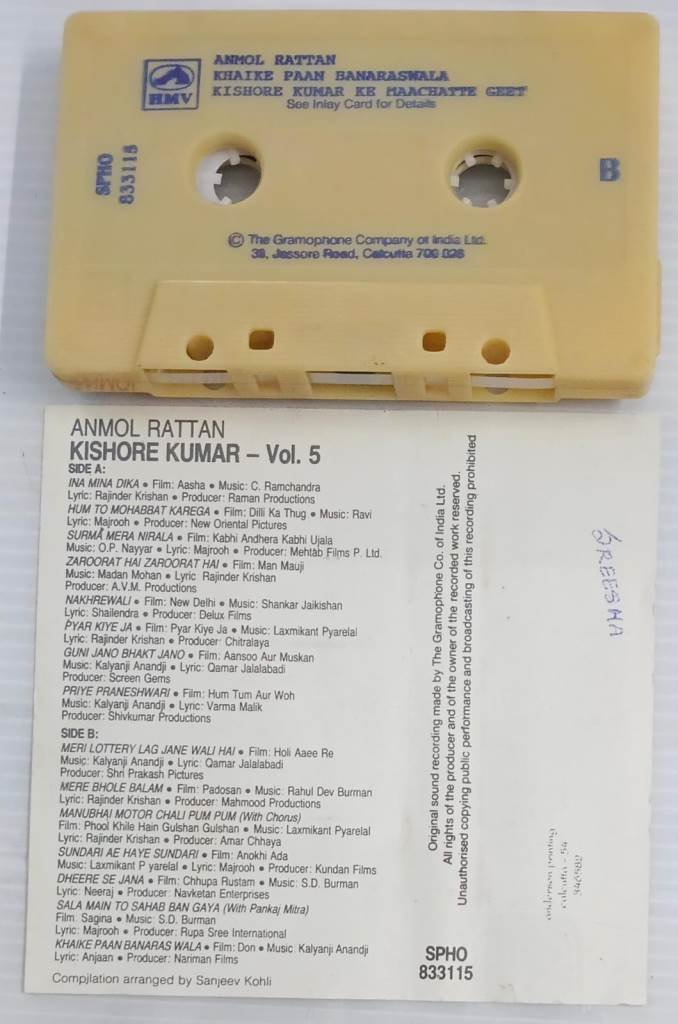 HMV
ANMOL RATTAN
KHAIKE PAAN BANARASWALA
KISHORE KUMAR KE MAACHATTE GEET
See Inlay Card for Details
SPHO
833115
B
© The Gramophone Company of India Ltd.
39, Jessore Road, Calcutta 700 028
ANMOL RATTAN
KISHORE KUMAR – Vol. 5
SIDE A:
INA MINA DIKA • Film: Aasha • Music: C. Ramchandra
Lyric: Rajinder Krishan • Producer: Raman Productions
HUM TO MOHABBAT KAREGA • Film: Dilli Ka Thug • Music: Ravi
Lyric: Majrooh • Producer: New Oriental Pictures
SURMA MERA NIRALA • Film: Kabhi Andhera Kabhi Ujala
Music: O.P. Nayyar • Lyric: Majrooh • Producer: Mehtab Films P. Ltd.
ZAROORAT HAI ZAROORAT HAI • Film: Man Mauji
Music: Madan Mohan • Lyric Rajinder Krishan
Producer: A.V.M. Productions
NAKHREWALI • Film: New Delhi • Music: Shankar Jaikishan
Lyric: Shailendra • Producer: Delux Films
PYAR KIYE JA • Film: Pyar Kiye Ja • Music: Laxmikant Pyarelal
Lyric: Rajinder Krishan • Producer: Chitralaya
GUNI JANO BHAKT JANO • Film: Aansoo Aur Muskan
Music: Kalyanji Anandji • Lyric: Qamar Jalalabadi
Producer: Screen Gems
PRIYE PRANESHWARI • Film: Hum Tum Aur Woh
Music: Kalyanji Anandji • Lyric: Varma Malik
Producer: Shivkumar Productions
SIDE B:
MERI LOTTERY LAG JANE WALI HAI • Film: Holi Aaee Re
Music: Kalyanji Anandji • Lyric: Qamar Jalalabadi
Producer: Shri Prakash Pictures
MERE BHOLE BALAM • Film: Padosan • Music: Rahul Dev Burman
Lyric: Rajinder Krishan • Producer: Mahmood Productions
MANUBHAI MOTOR CHALI PUM PUM (With Chorus)
Film: Phool Khile Hain Gulshan Gulshan • Music: Laxmikant Pyarelal
Lyric: Rajinder Krishan • Producer: Amar Chhaya
SUNDARI AE HAYE SUNDARI • Film: Anokhi Ada
Music: Laxmikant P yarelal • Lyric: Majrooh • Producer: Kundan Films
DHEERE SE JANA • Film: Chhupa Rustam • Music: S.D. Burman
Lyric: Neeraj • Producer: Navketan Enterprises
SALA MAIN TO SAHAB BAN GAYA (With Pankaj Mitra)
Film: Sagina • Music: S.D. Burman
Lyric: Majrooh • Producer: Rupa Sree International
KHAIKE PAAN BANARAS WALA • Film: Don • Music: Kalyanji Anandji
Lyric: Anjaan • Producer: Nariman Films
Compilation arranged by Sanjeev Kohli
Original sound recording made by The Gramophone Co. of India Ltd.
All rights of the producer and of the owner of the recorded work reserved.
Unauthorised copying public performance and broadcasting of this recording prohibited
SPHO
833115
SREESHA
anderson printing
calcutta - 54